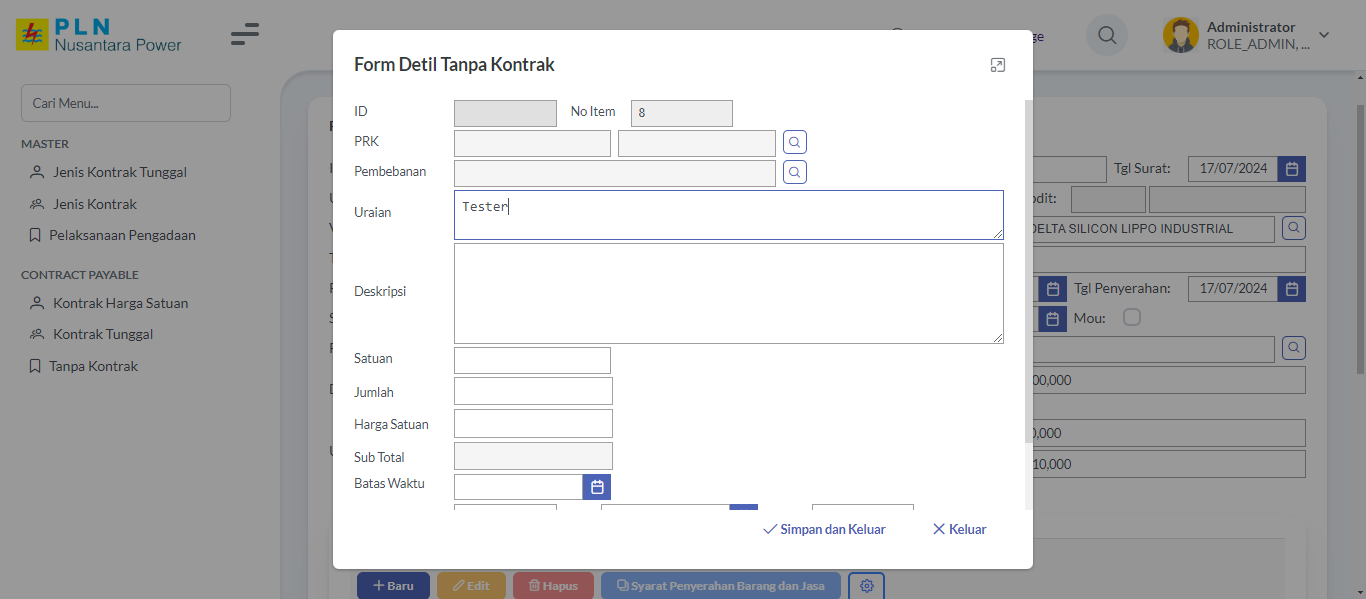 PLN
Nusantara Power
ge
Administrator
ROLE_ADMIN, ...
Cari Menu...
MASTER
Jenis Kontrak Tunggal
Jenis Kontrak
Pelaksanaan Pengadaan
CONTRACT PAYABLE
Kontrak Harga Satuan
Kontrak Tunggal
Tanpa Kontrak
Form Detil Tanpa Kontrak
ID
No Item
8
PRK
Pembebanan
Uraian
Tester
Deskripsi
Satuan
Jumlah
Harga Satuan
Sub Total
Batas Waktu
Simpan dan Keluar
Keluar
Tgl Surat:
17/07/2024
dit:
DELTA SILICON LIPPO INDUSTRIAL
Tgl Penyerahan:
17/07/2024
Mou:
00,000
0,000
10,000
Baru
Edit
Hapus
Syarat Penyerahan Barang dan Jasa